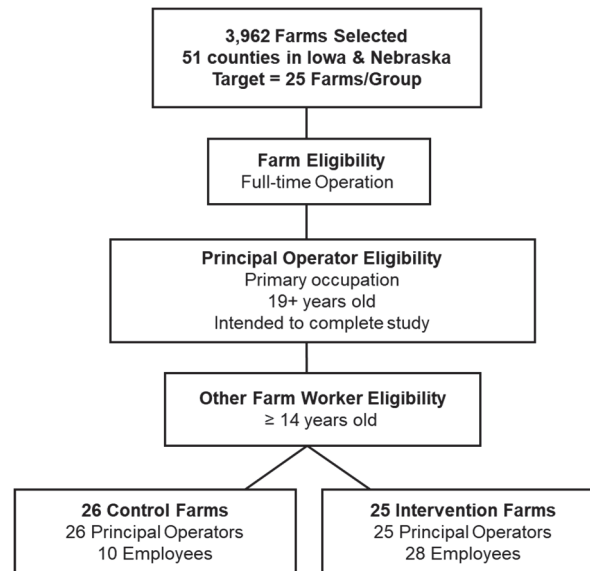 3,962 Farms Selected
51 counties in Iowa & Nebraska
Target = 25 Farms/Group
Farm Eligibility
Full-time Operation
Principal Operator Eligibility
Primary occupation
19+ years old
Intended to complete study
Other Farm Worker Eligibility
≥ 14 years old
26 Control Farms
26 Principal Operators
10 Employees
25 Intervention Farms
25 Principal Operators
28 Employees